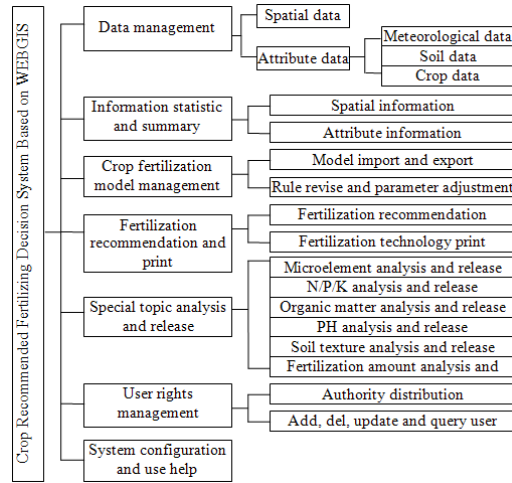 Crop Recommended Fertilizing Decision System Based on WEBGIS
Data management
Spatial data
Attribute data
Meteorological data
Soil data
Crop data
Information statistic
and summary
Spatial information
Attribute information
Crop fertilization
model management
Model import and export
Rule revise and parameter adjustment
Fertilization
recommendation and
print
Fertilization recommendation
Fertilization technology print
Special topic analysis
and release
Microelement analysis and release
N/P/K analysis and release
Organic matter analysis and release
PH analysis and release
Soil texture analysis and release
Fertilization amount analysis and
User rights
management
Authority distribution
Add, del, update and query user
System configuration
and use help